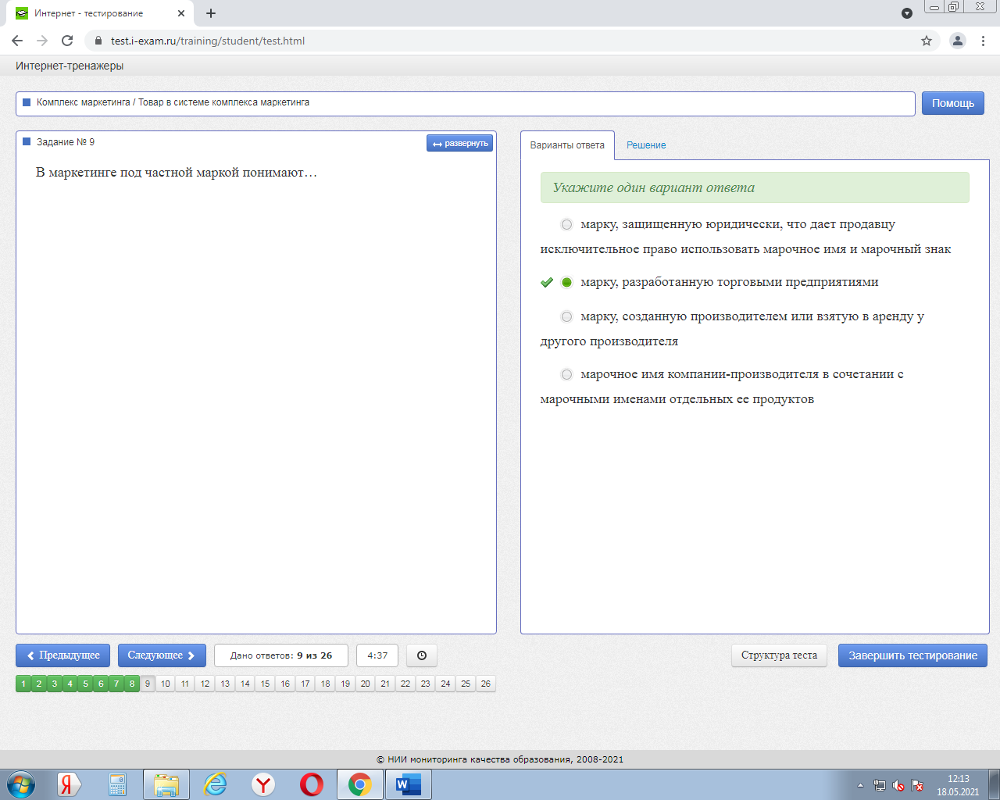 Интернет - тестирование
test.i-exam.ru/training/student/test.html
Интернет-тренажеры
Комплекс маркетинга / Товар в системе комплекса маркетинга
Помощь
Задание № 9
развернуть
В маркетинге под частной маркой понимают…
Варианты ответа
Решение
Укажите один вариант ответа
марку, защищенную юридически, что дает продавцу
исключительное право использовать марочное имя и марочный знак
марку, разработанную торговыми предприятиями
марку, созданную производителем или взятую в аренду у
другого производителя
марочное имя компании-производителя в сочетании с
марочными именами отдельных ее продуктов
Предыдущее
Следующее
Дано ответов: 9 из 26
4:37
Структура теста
Завершить тестирование
1 2 3 4 5 6 7 8 9 10 11 12 13 14 15 16 17 18 19 20 21 22 23 24 25 26
© НИИ мониторинга качества образования, 2008-2021
12:13
18.05.2021